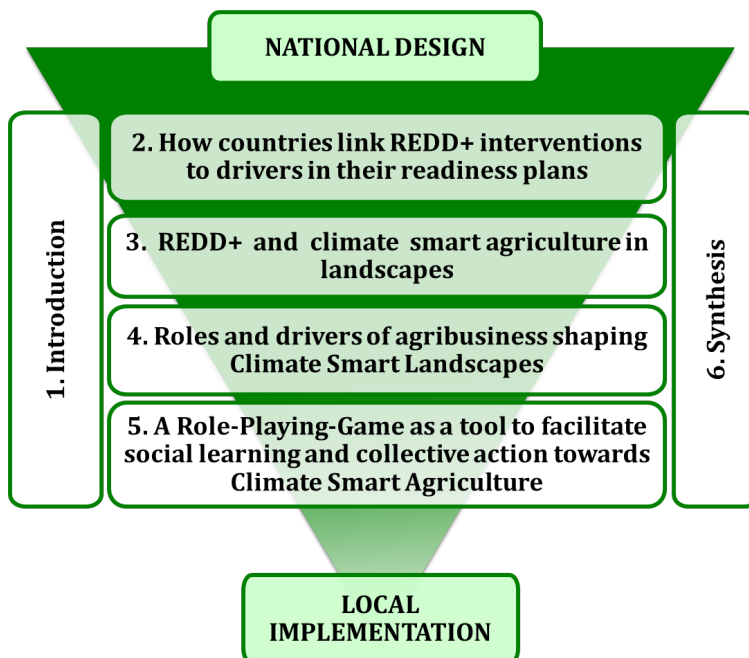 NATIONAL DESIGN
1. Introduction
2. How countries link REDD+ interventions
to drivers in their readiness plans
3. REDD+ and climate smart agriculture in
landscapes
4. Roles and drivers of agribusiness shaping
Climate Smart Landscapes
5. A Role-Playing-Game as a tool to facilitate
social learning and collective action towards
Climate Smart Agriculture
6. Synthesis
LOCAL
IMPLEMENTATION